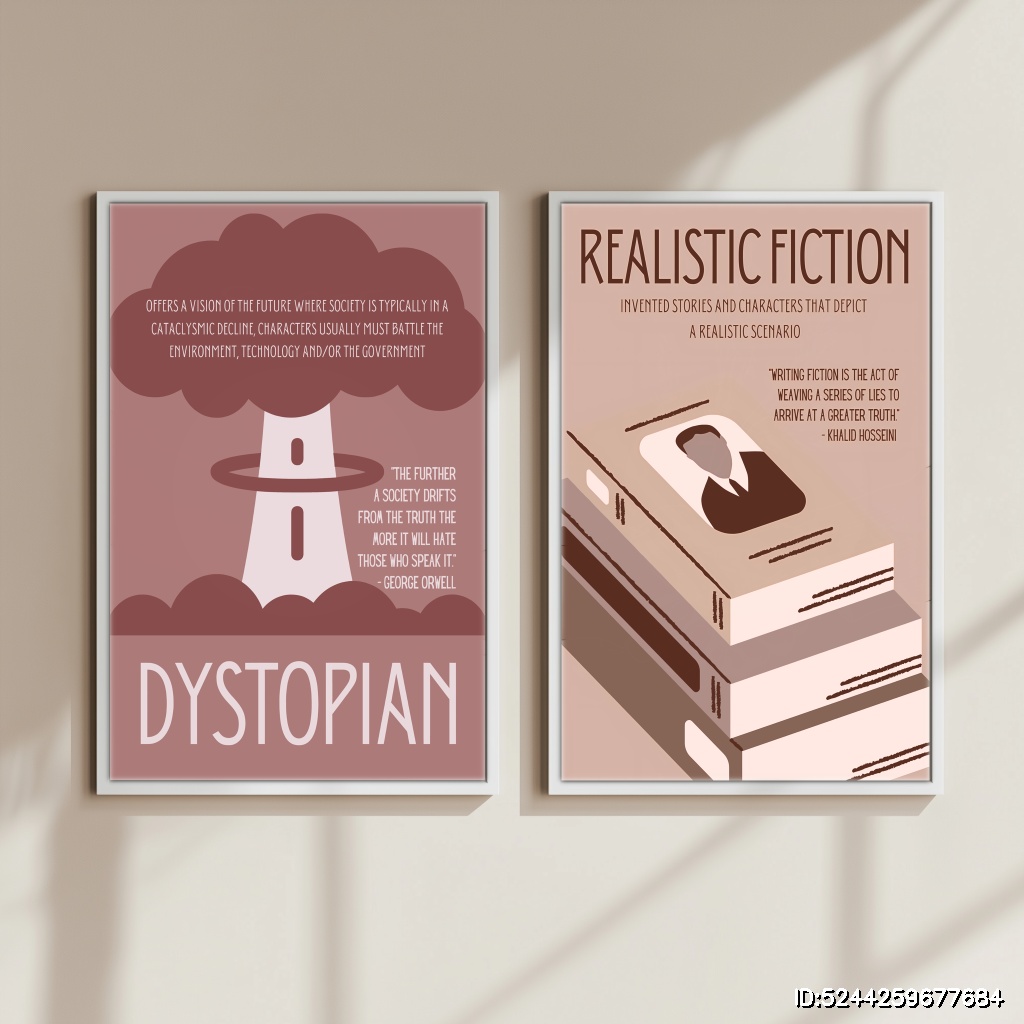 OFFERS A VISION OF THE FUTURE WHERE SOCIETY IS TYPICALLY IN A
CATACLYSMIC DECLINE, CHARACTERS USUALLY MUST BATTLE THE
ENVIRONMENT, TECHNOLOGY AND/OR THE GOVERNMENT
"THE FURTHER
A SOCIETY DRIFTS
FROM THE TRUTH THE
MORE IT WILL HATE
THOSE WHO SPEAK IT."
- GEORGE ORWELL
DYSTOPIAN
REALISTIC FICTION
INVENTED STORIES AND CHARACTERS THAT DEPICT
A REALISTIC SCENARIO
"WRITING FICTION IS THE ACT OF
WEAVING A SERIES OF LIES TO
ARRIVE AT A GREATER TRUTH."
- KHALID HOSSEINI
ID:5244259677684